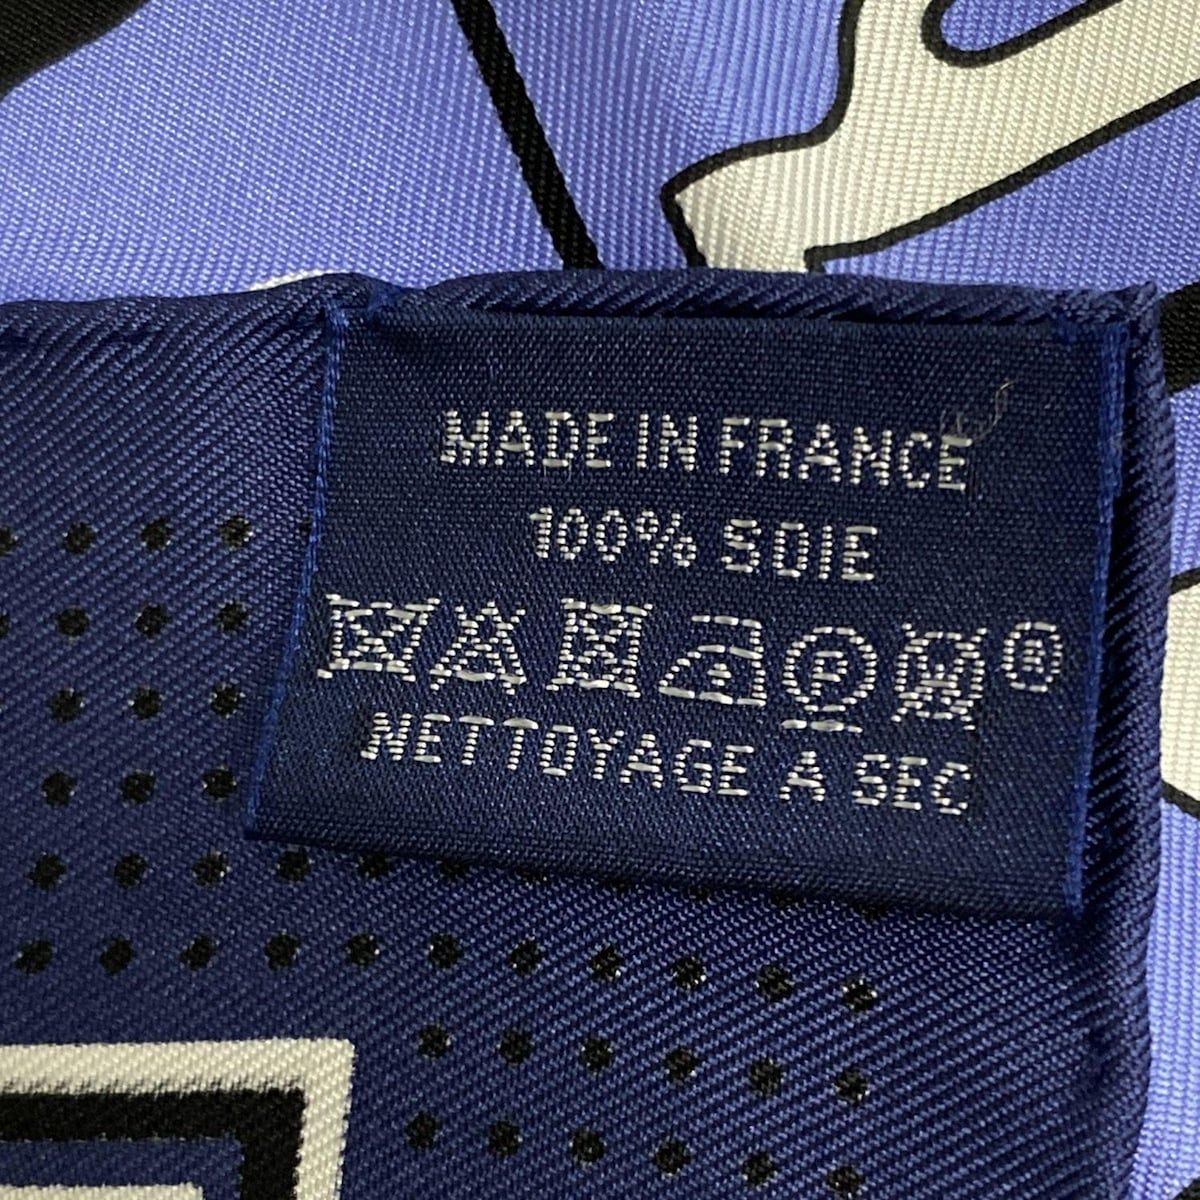 MADE IN FRANCE
100% SOIE
P W ®
NETTOYAGE A SEC